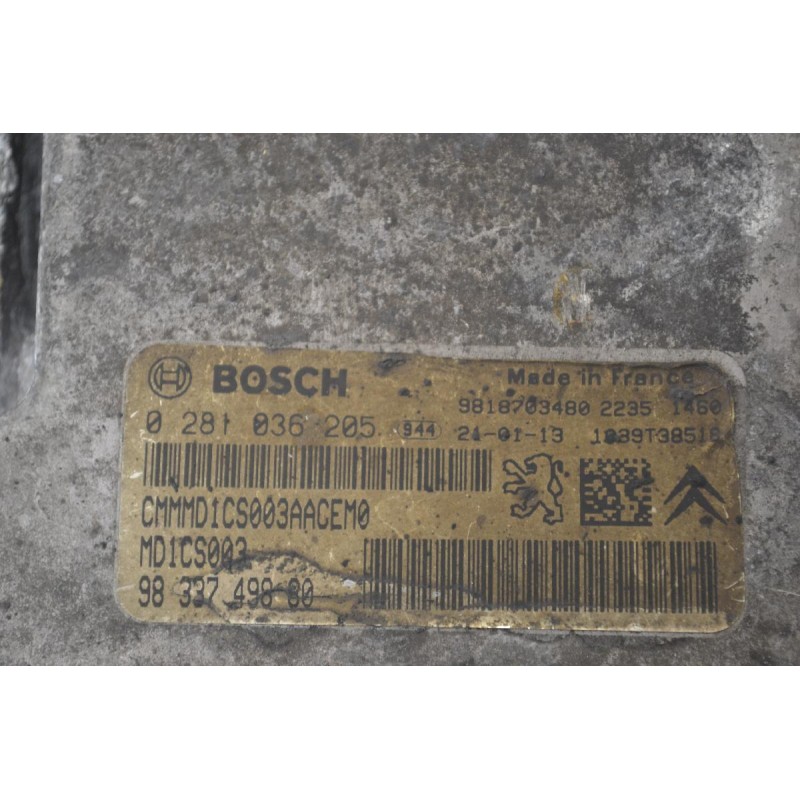 BOSCH Made in France
9818703480 2235 1460
0 281 036 205 944 21-01-13 1039T38516
CMMMD1CS003AACEM0
MD1CS003
98 337 498 80